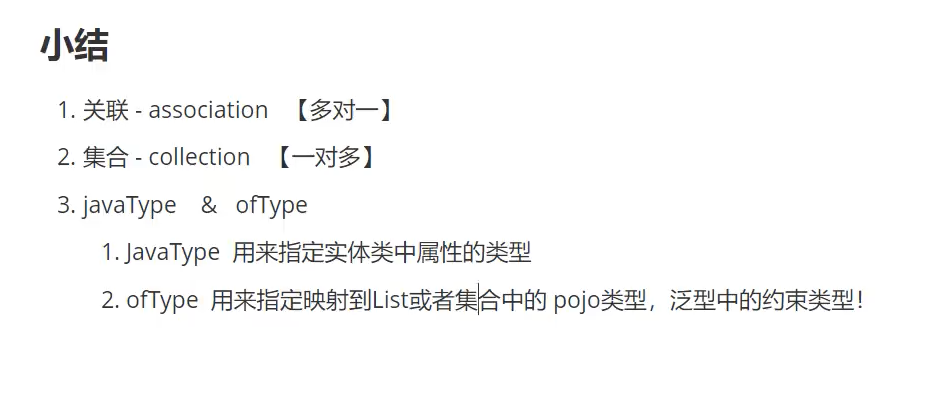 小结
1. 关联 - association 【多对一】
2. 集合 - collection 【一对多】
3. javaType & ofType
1. JavaType 用来指定实体类中属性的类型
2. ofType 用来指定映射到List或者集合中的 pojo类型，泛型中的约束类型！